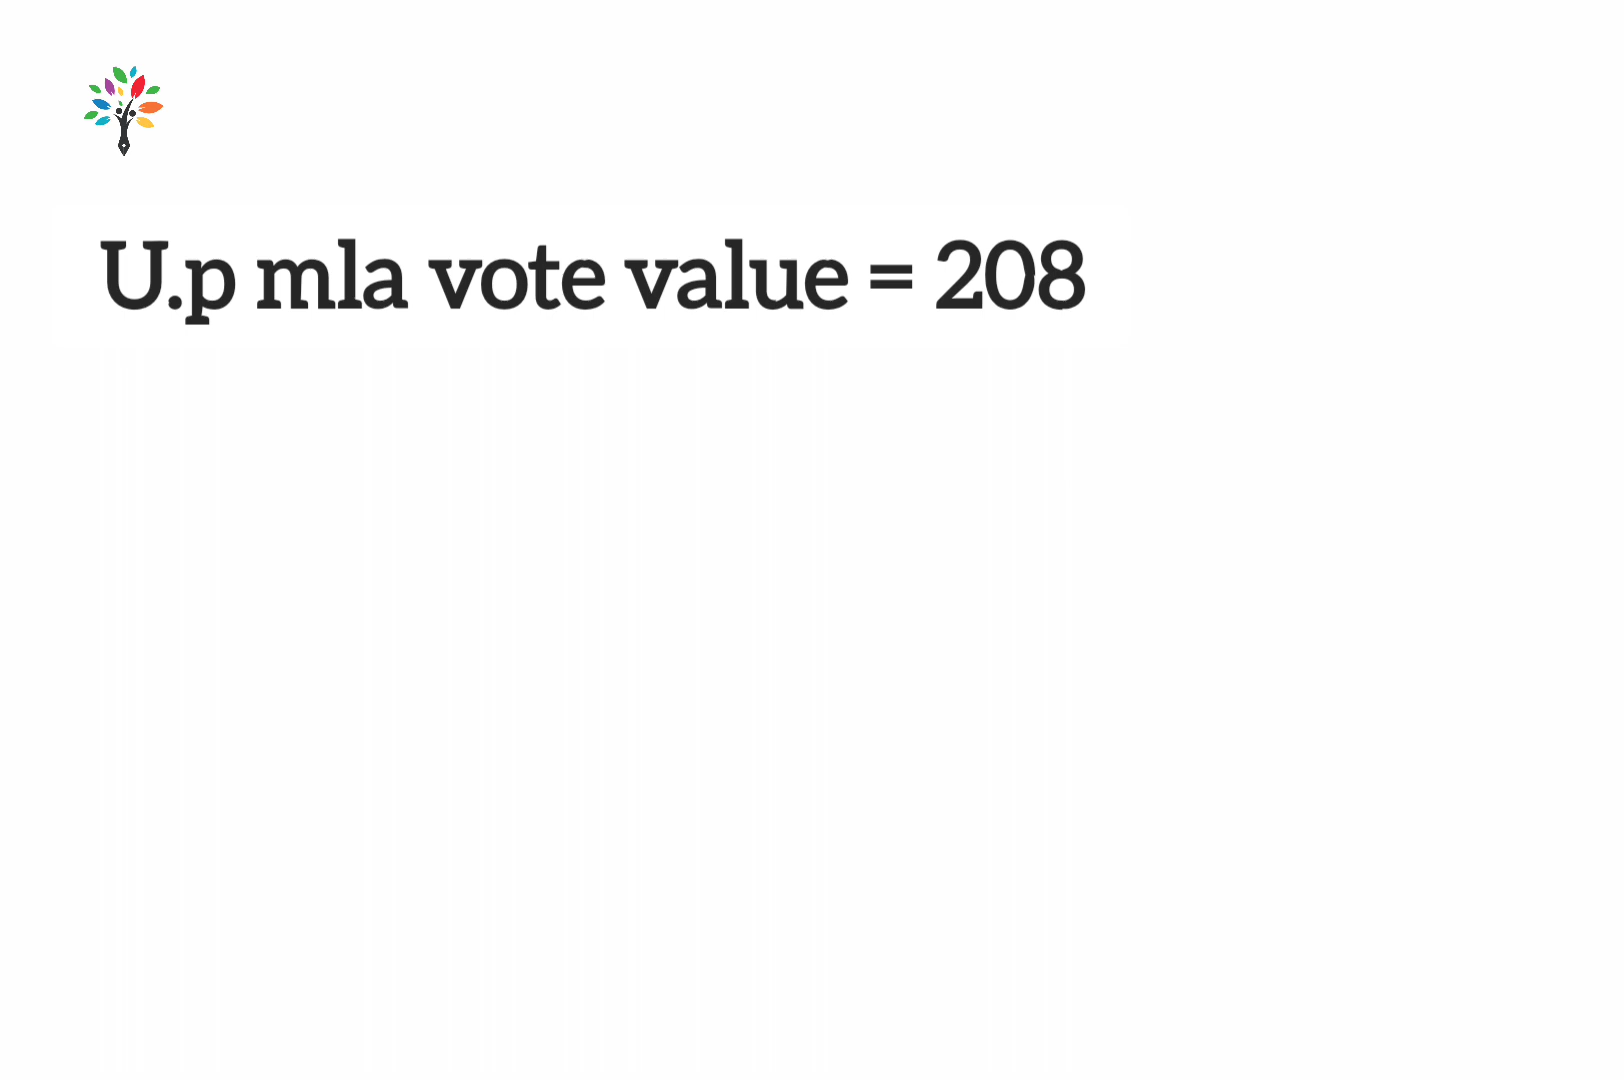 U.p mla vote value = 208